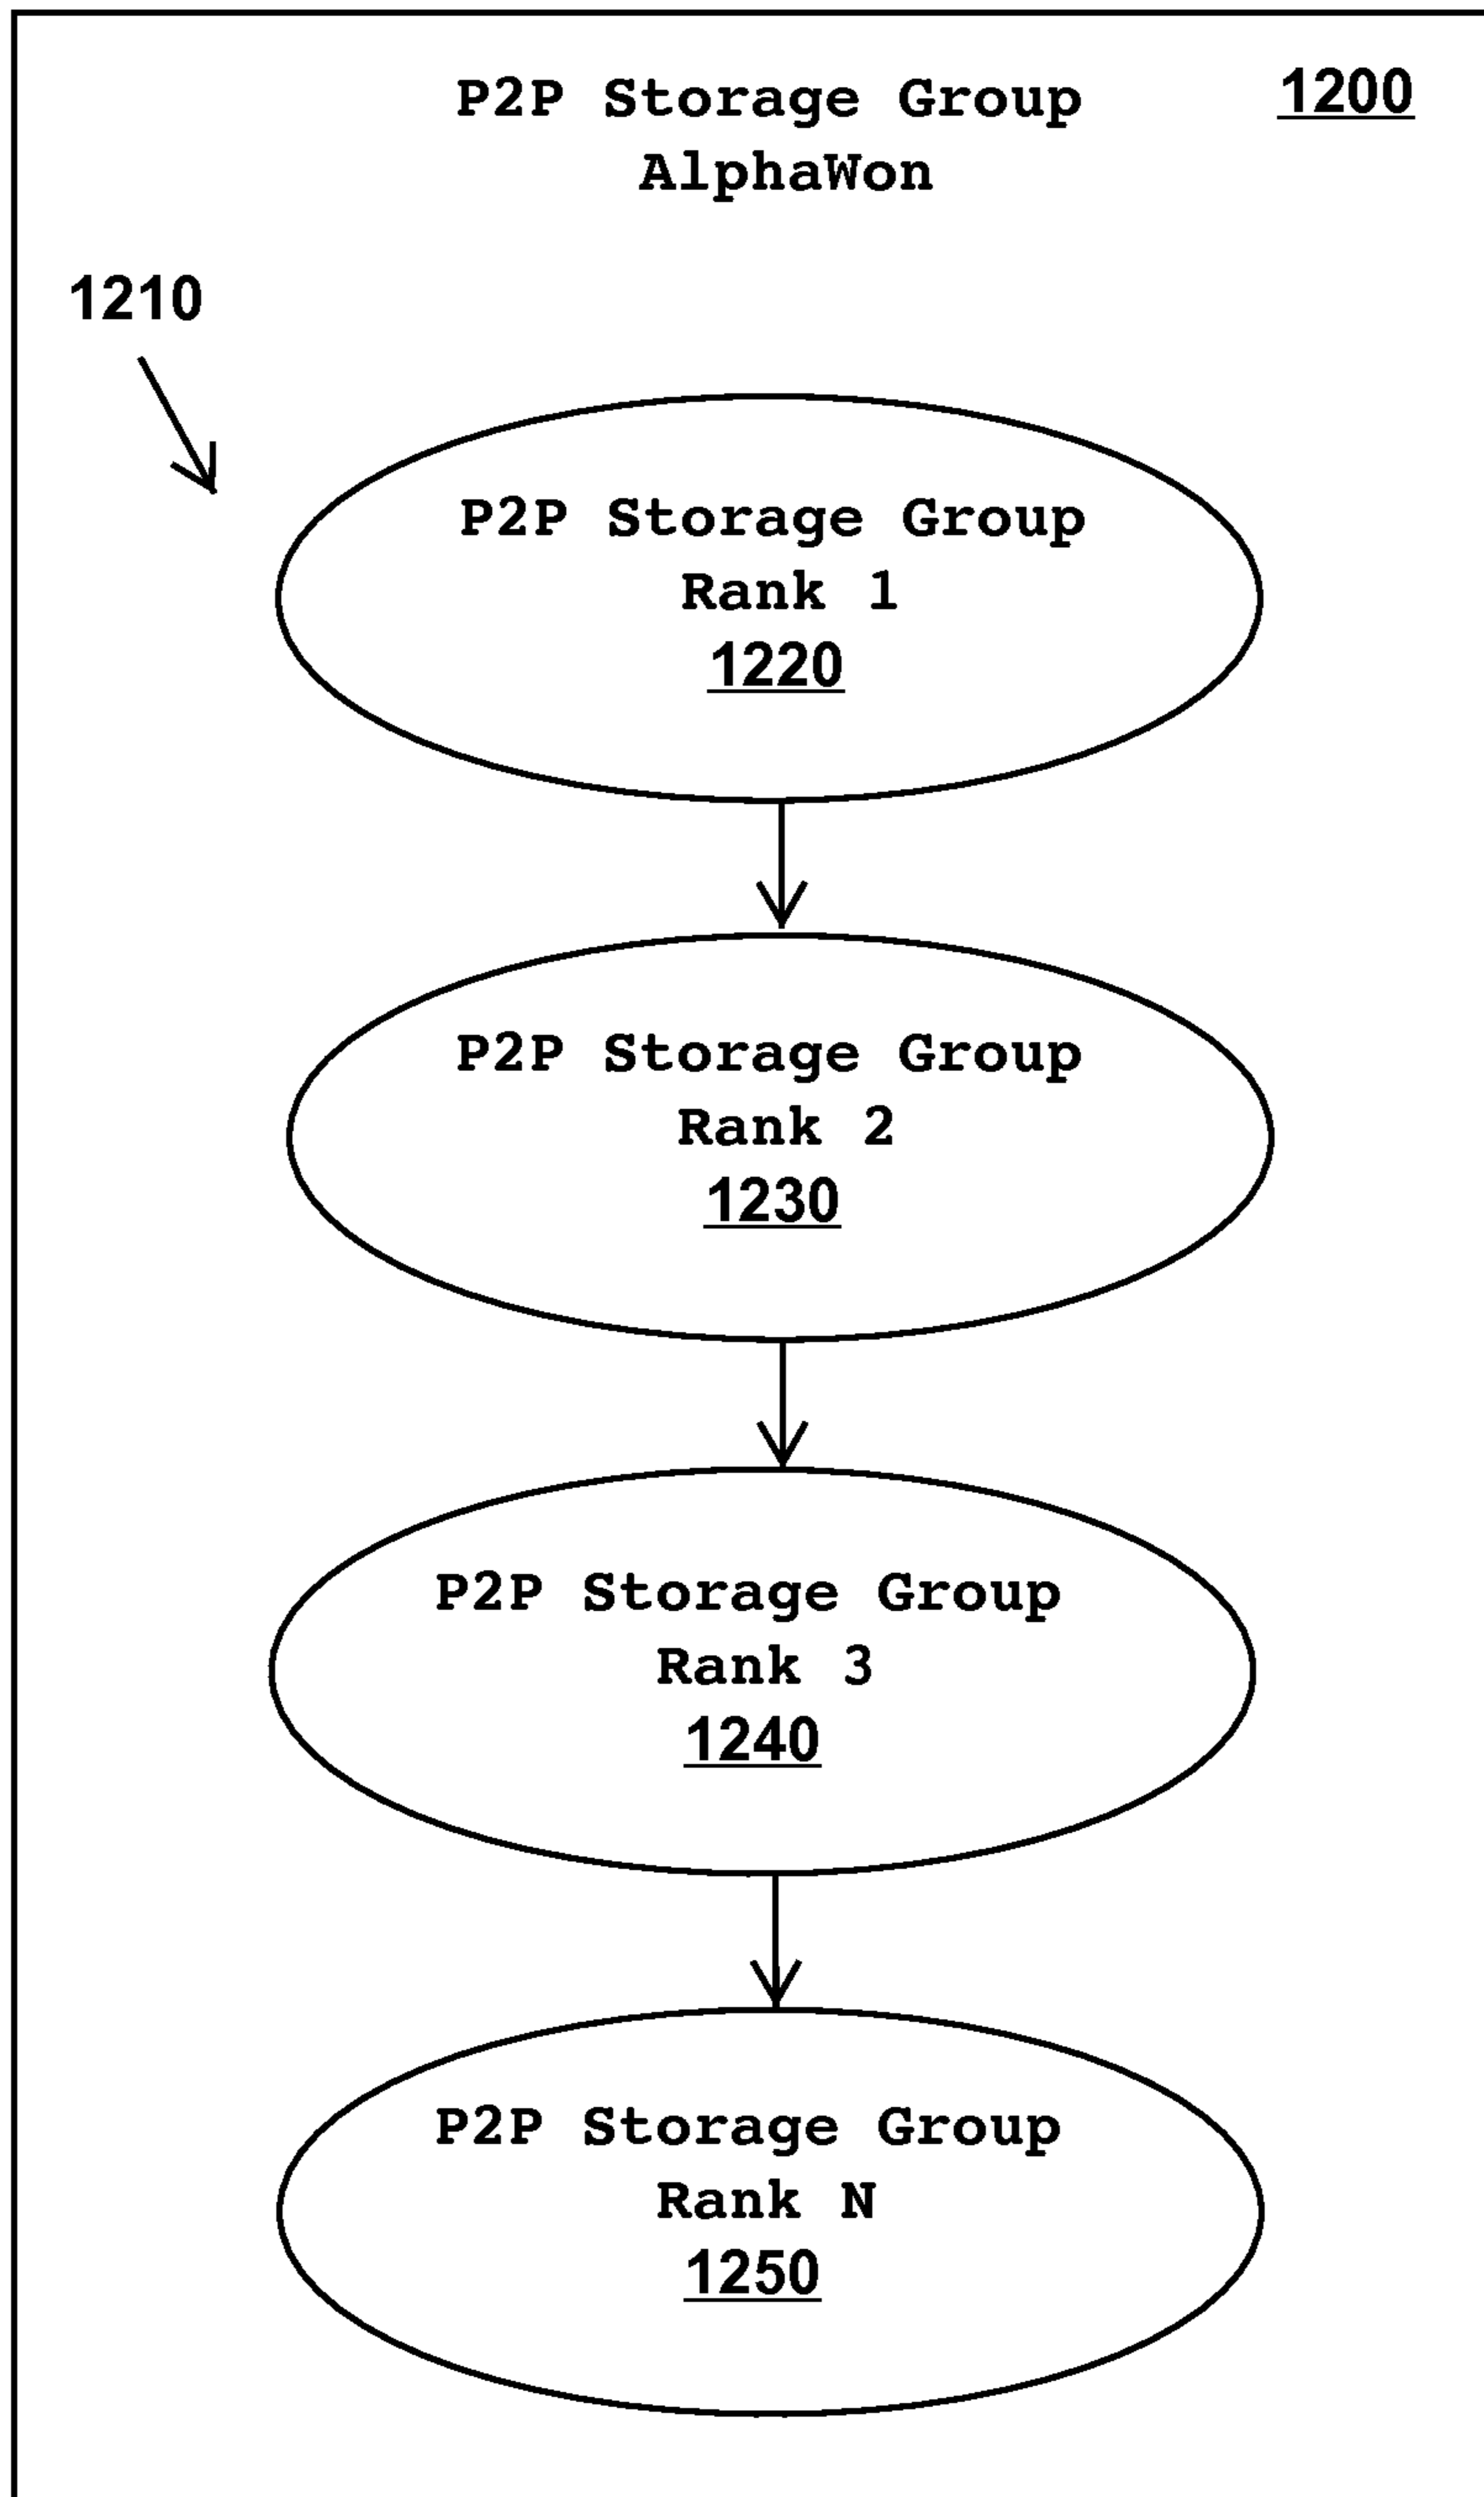 P2P Storage Group
1200
AlphaWon
1210
P2P Storage Group
Rank 1
1220
P2P Storage Group
Rank 2
1230
P2P Storage Group
Rank 3
1240
P2P Storage Group
Rank N
1250